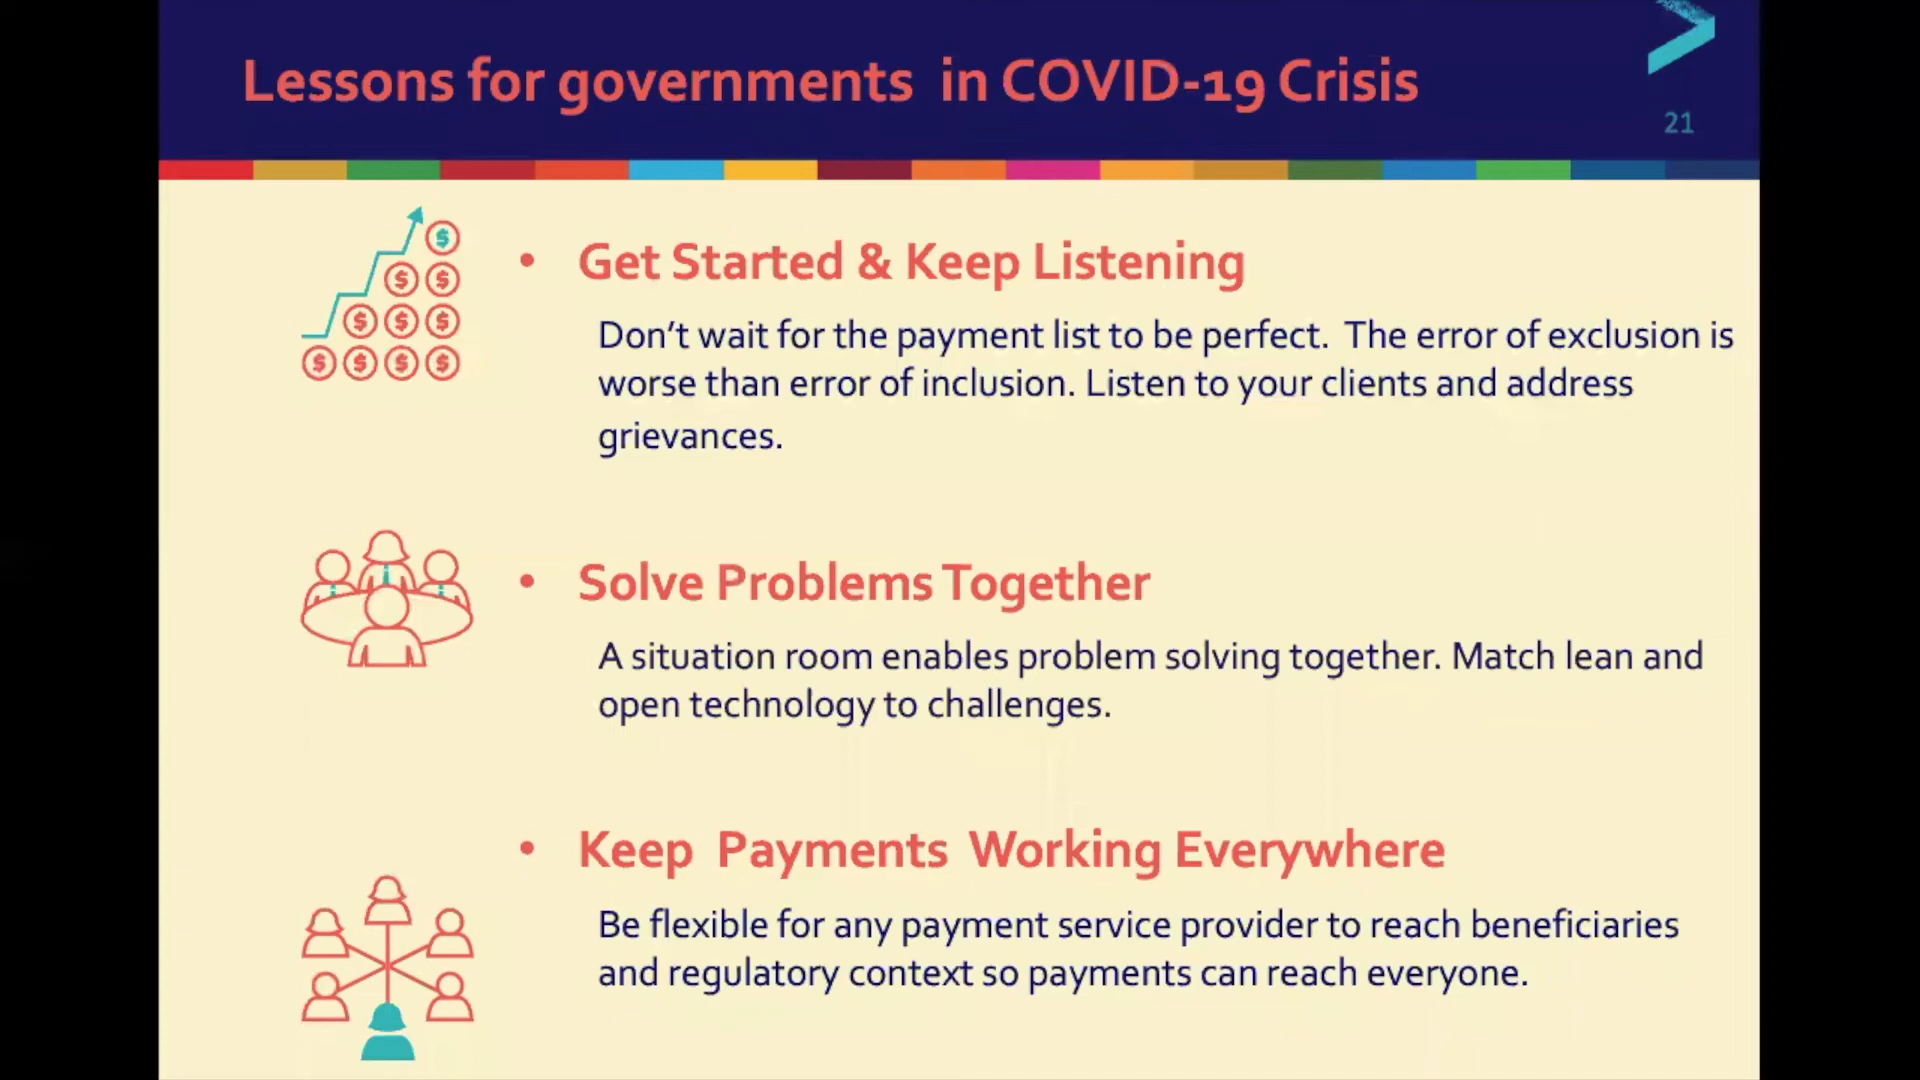 Lessons for governments in COVID-19 Crisis
21
• Get Started & Keep Listening
Don’t wait for the payment list to be perfect. The error of exclusion is
worse than error of inclusion. Listen to your clients and address
grievances.
• Solve Problems Together
A situation room enables problem solving together. Match lean and
open technology to challenges.
• Keep Payments Working Everywhere
Be flexible for any payment service provider to reach beneficiaries
and regulatory context so payments can reach everyone.